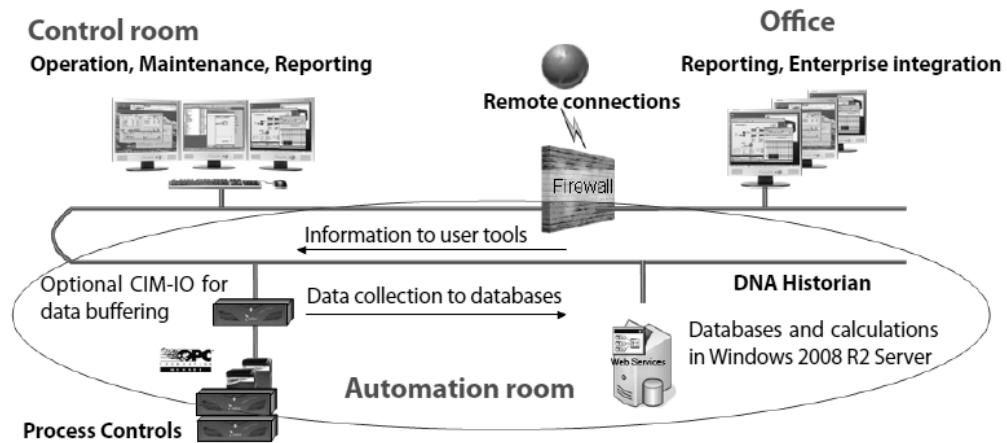 Control room
Operation, Maintenance, Reporting
Office
Reporting, Enterprise integration
Remote connections
Firewall
Information to user tools
Optional CIM-IO for
data buffering
Data collection to databases
DNA Historian
Databases and calculations
in Windows 2008 R2 Server
Web Services
OPC
Automation room
Process Controls